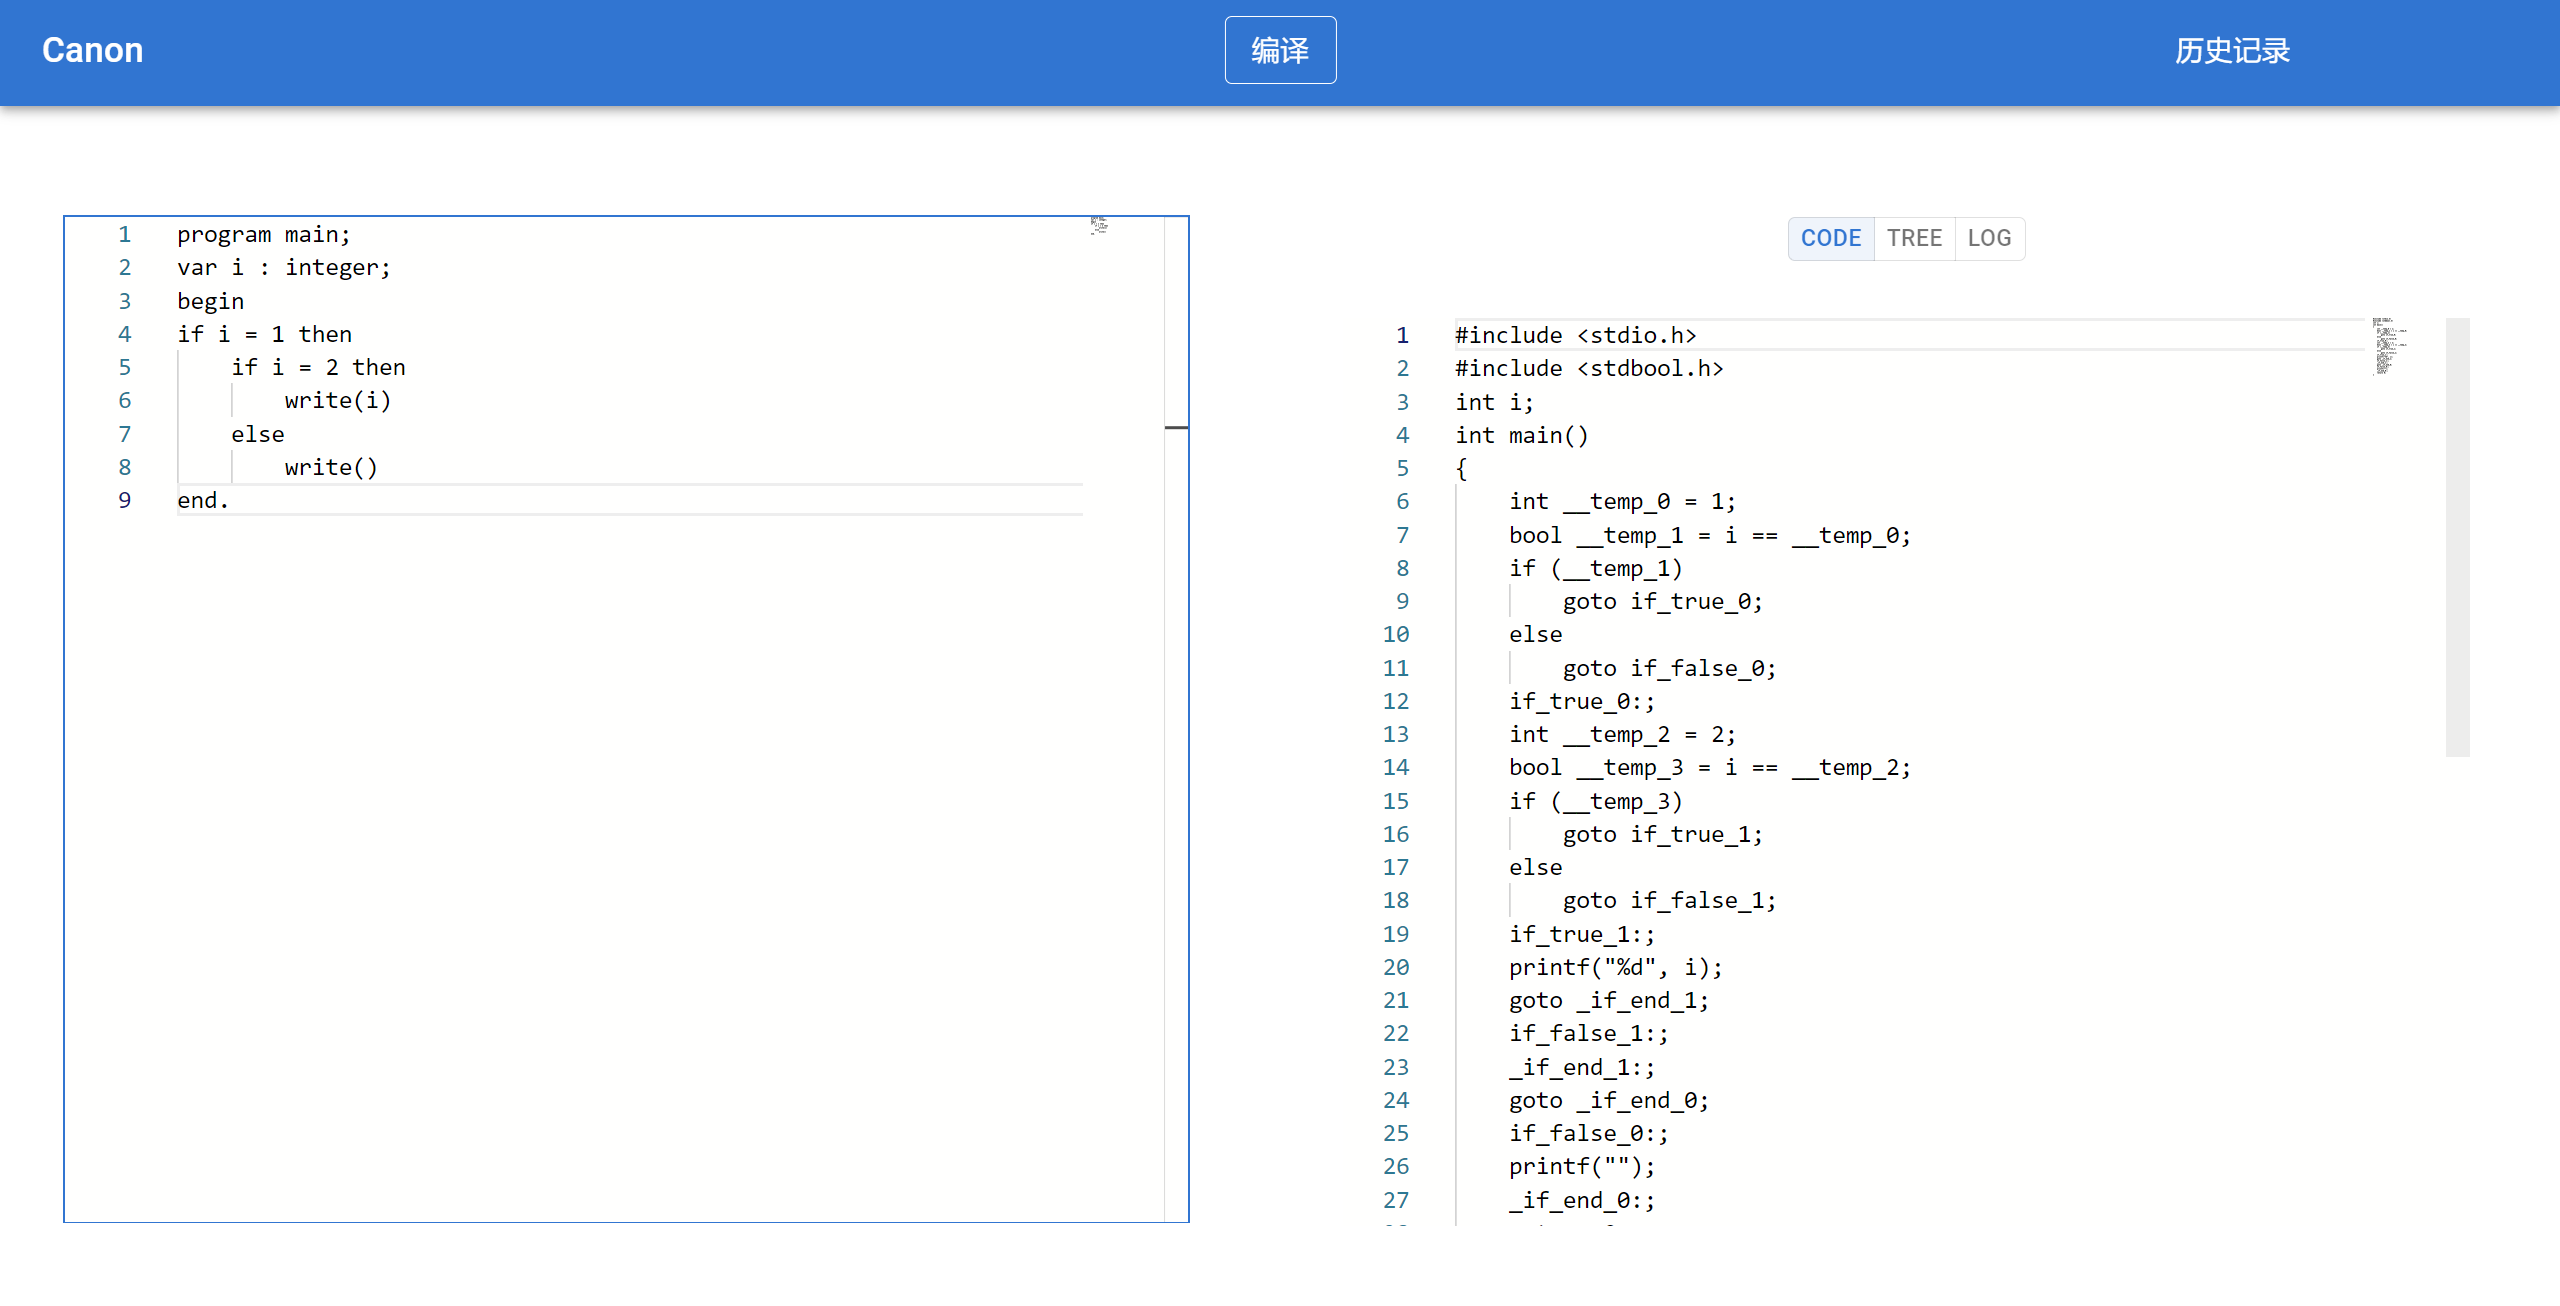 Canon
编译
历史记录
1 program main;
2 var i : integer;
3 begin
4 if i = 1 then
5 if i = 2 then
6 write(i)
7 else
8 write()
9 end.
CODE TREE LOG
1 #include <stdio.h>
2 #include <stdbool.h>
3 int i;
4 int main()
5 {
6 int __temp_0 = 1;
7 bool __temp_1 = i == __temp_0;
8 if (__temp_1)
9 goto if_true_0;
10 else
11 goto if_false_0;
12 if_true_0:;
13 int __temp_2 = 2;
14 bool __temp_3 = i == __temp_2;
15 if (__temp_3)
16 goto if_true_1;
17 else
18 goto if_false_1;
19 if_true_1:;
20 printf("%d", i);
21 goto _if_end_1;
22 if_false_1:;
23 _if_end_1:;
24 goto _if_end_0;
25 if_false_0:;
26 printf("");
27 _if_end_0:;